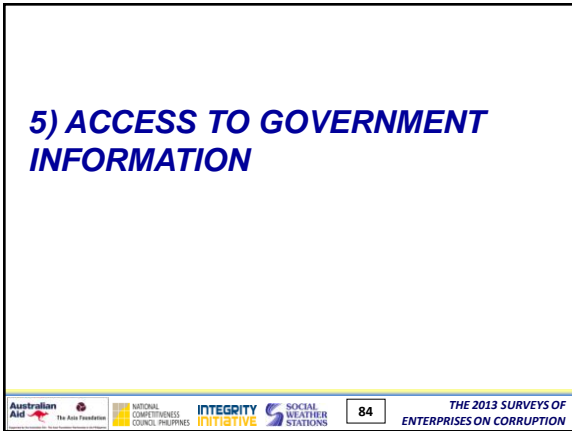 5) ACCESS TO GOVERNMENT
INFORMATION
Australian
Aid
The Asia Foundation
NATIONAL
COMPETITIVENESS
COUNCIL PHILIPPINES
INTEGRITY
INITIATIVE
SOCIAL
WEATHER
STATIONS
84
THE 2013 SURVEYS OF
ENTERPRISES ON CORRUPTION